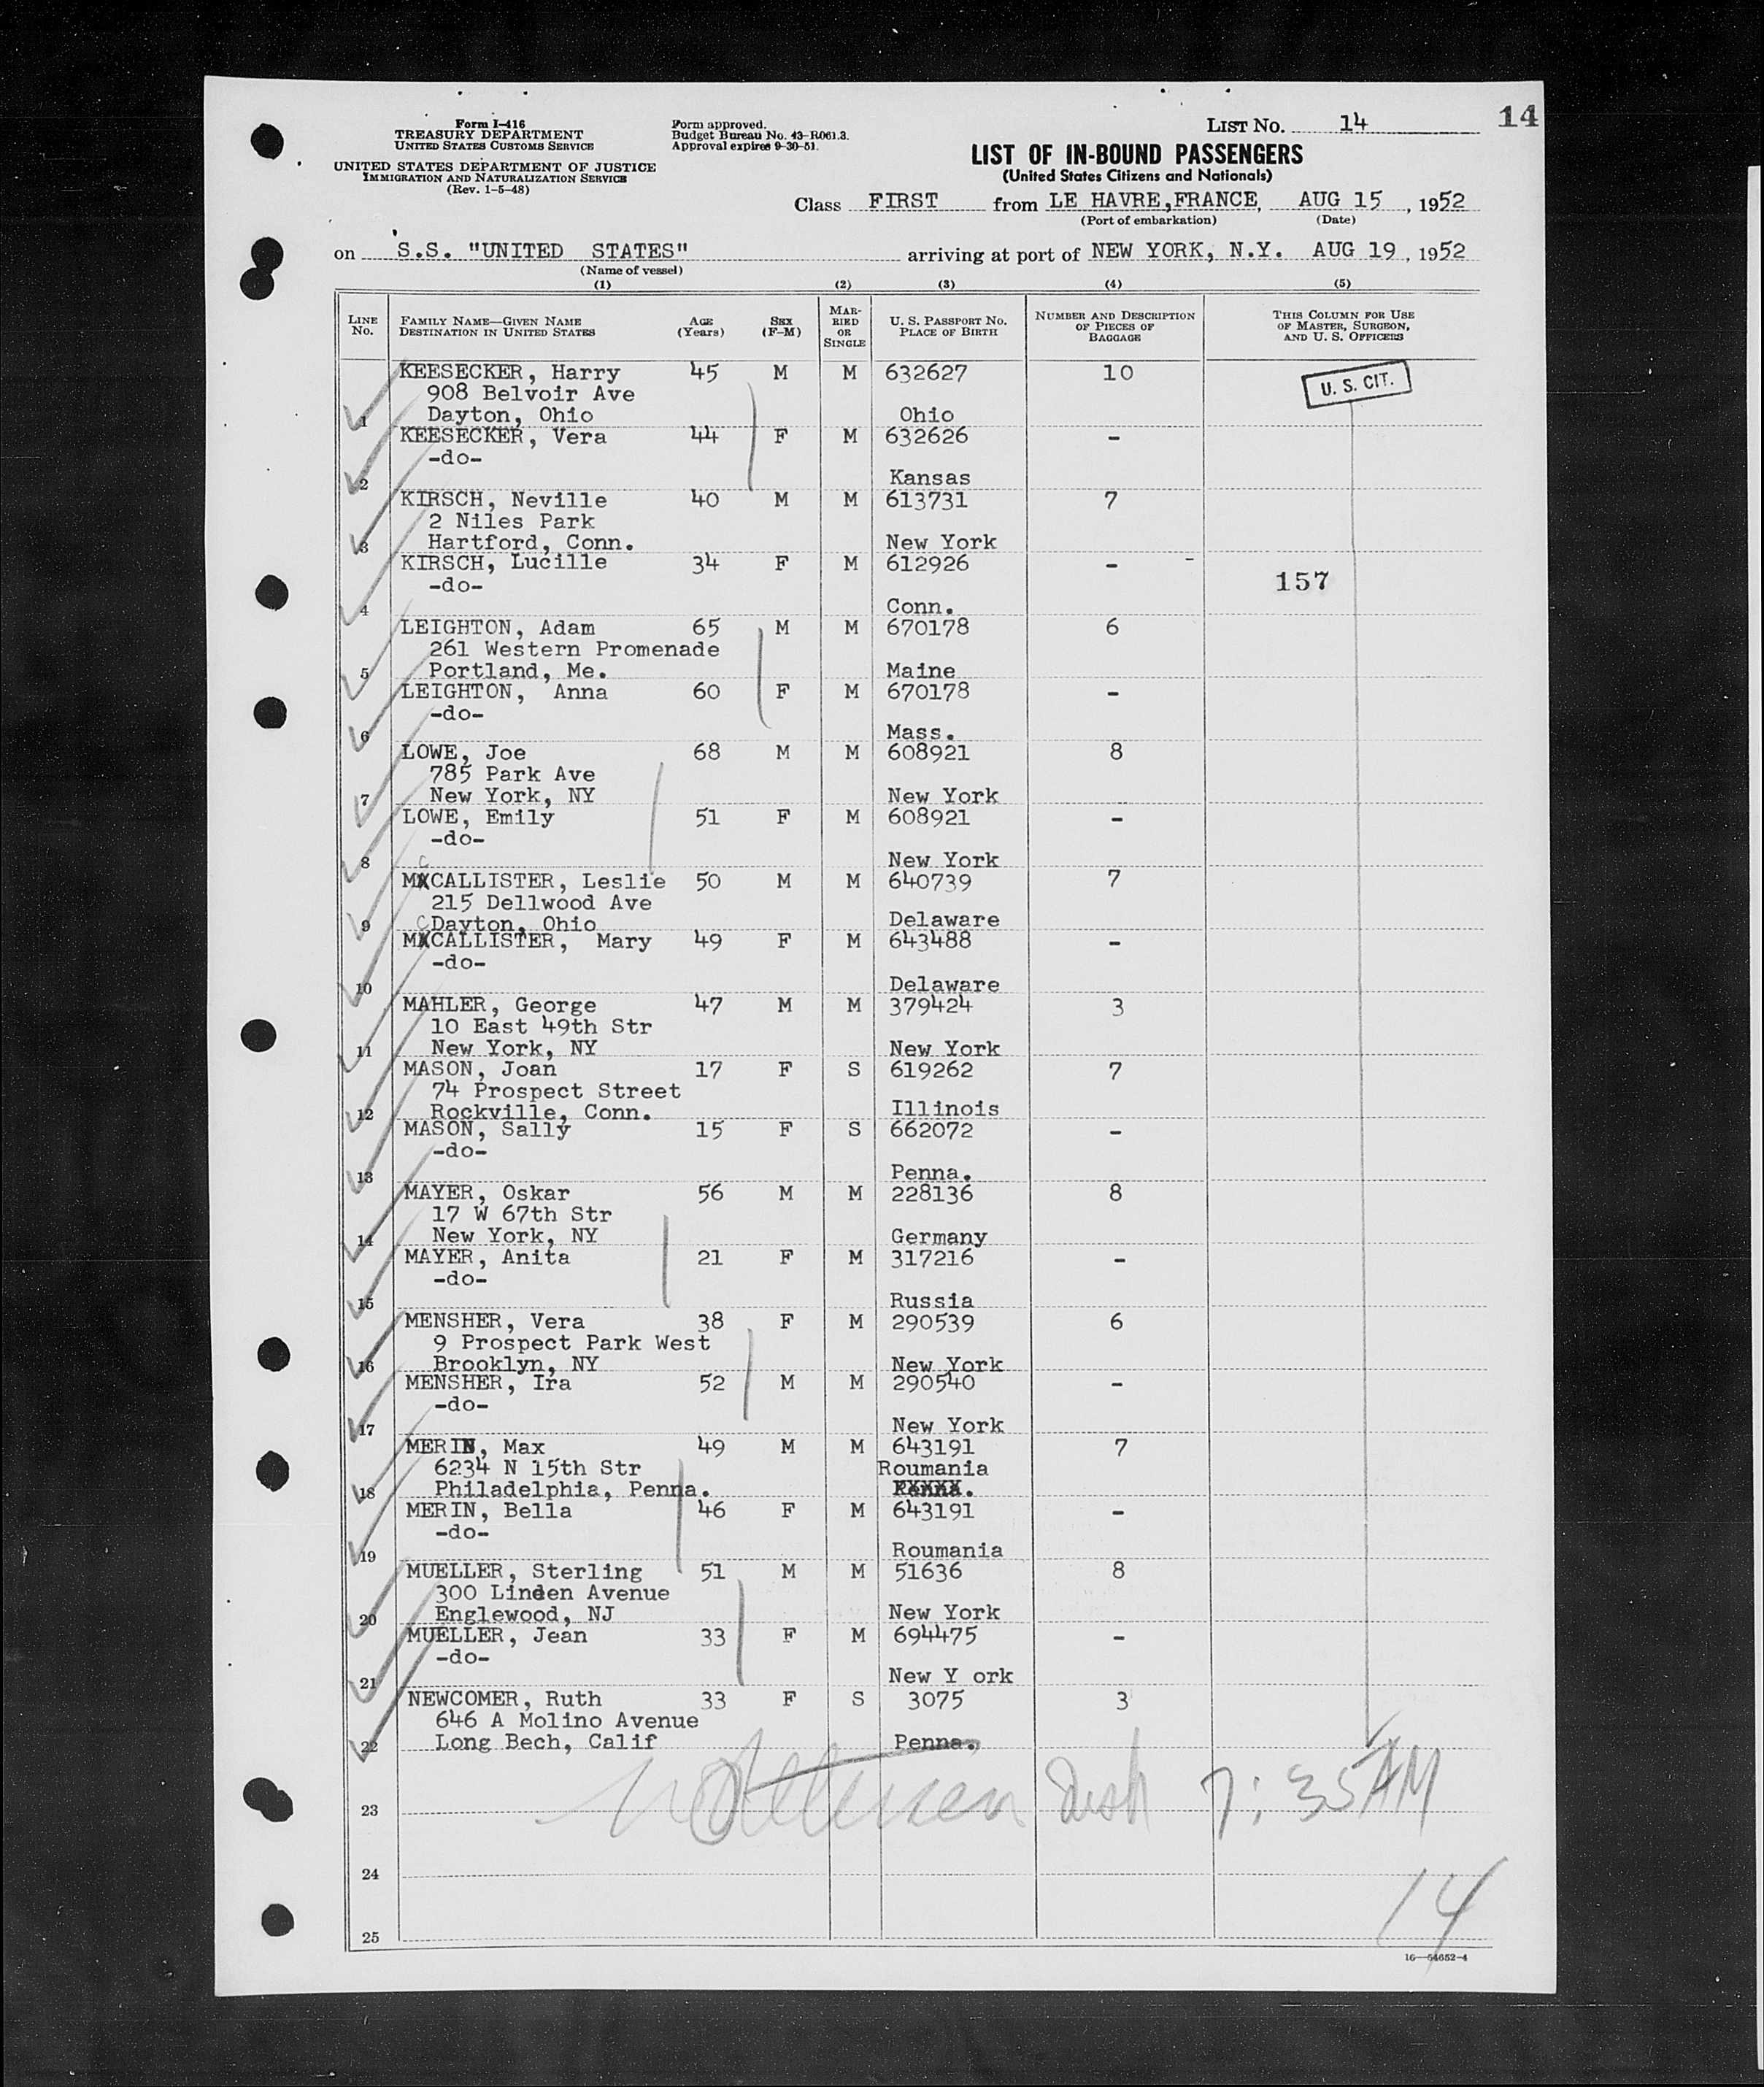 14
Form I-416
TREASURY DEPARTMENT
UNITED STATES CUSTOMS SERVICE
UNITED STATES DEPARTMENT OF JUSTICE
IMMIGRATION AND NATURALIZATION SERVICE
(Rev. 1-5-48)
Form approved.
Budget Bureau No. 43-R061.3.
Approval expires 9-30-51.
LIST NO. 14
LIST OF IN-BOUND PASSENGERS
(United States Citizens and Nationals)
Class FIRST from LE HAVRE,FRANCE, AUG 15 , 1952
(Port of embarkation) (Date)
on S.S. "UNITED STATES" arriving at port of NEW YORK, N.Y. AUG 19 , 1952
(Name of vessel)
(1) (2) (3) (4) (5)
LINE NO. FAMILY NAME—GIVEN NAME DESTINATION IN UNITED STATES AGE (Years) SEX (F-M) MARRIED OR SINGLE U. S. PASSPORT NO. PLACE OF BIRTH NUMBER AND DESCRIPTION OF PIECES OF BAGGAGE THIS COLUMN FOR USE OF MASTER, SURGEON, AND U. S. OFFICERS
KEESECKER, Harry 45 M M 632627 10 U. S. CIT.
908 Belvoir Ave
1 Dayton, Ohio Ohio
KEESECKER, Vera 44 F M 632626 -
-do-
2 Kansas
KIRSCH, Neville 40 M M 613731 7
2 Niles Park
3 Hartford, Conn. New York
KIRSCH, Lucille 34 F M 612926 -
-do- 157
4 Conn.
LEIGHTON, Adam 65 M M 670178 6
261 Western Promenade
5 Portland, Me. Maine
LEIGHTON, Anna 60 F M 670178 -
-do-
6 Mass.
LOWE, Joe 68 M M 608921 8
785 Park Ave
7 New York, NY New York
LOWE, Emily 51 F M 608921 -
-do-
8 New York
McCALLISTER, Leslie 50 M M 640739 7
215 Dellwood Ave
9 Dayton, Ohio Delaware
McCALLISTER, Mary 49 F M 643488 -
-do-
10 Delaware
MAHLER, George 47 M M 379424 3
10 East 49th Str
11 New York, NY New York
MASON, Joan 17 F S 619262 7
74 Prospect Street
12 Rockville, Conn. Illinois
MASON, Sally 15 F S 662072 -
-do-
13 Penna.
MAYER, Oskar 56 M M 228136 8
17 W 67th Str
14 New York, NY Germany
MAYER, Anita 21 F M 317216 -
-do-
15 Russia
MENSHER, Vera 38 F M 290539 6
9 Prospect Park West
16 Brooklyn, NY New York
MENSHER, Ira 52 M M 290540 -
-do-
17 New York
MERIN, Max 49 M M 643191 7
6234 N 15th Str Roumania
18 Philadelphia, Penna. Penna.
MERIN, Bella 46 F M 643191 -
-do-
19 Roumania
MUELLER, Sterling 51 M M 51636 8
300 Linden Avenue
20 Englewood, NJ New York
MUELLER, Jean 33 F M 694475 -
-do-
21 New Y ork
NEWCOMER, Ruth 33 F S 3075 3
646 A Molino Avenue
22 Long Bech, Calif Penna.
7:35 AM
23
24
14
25
16—54652-4